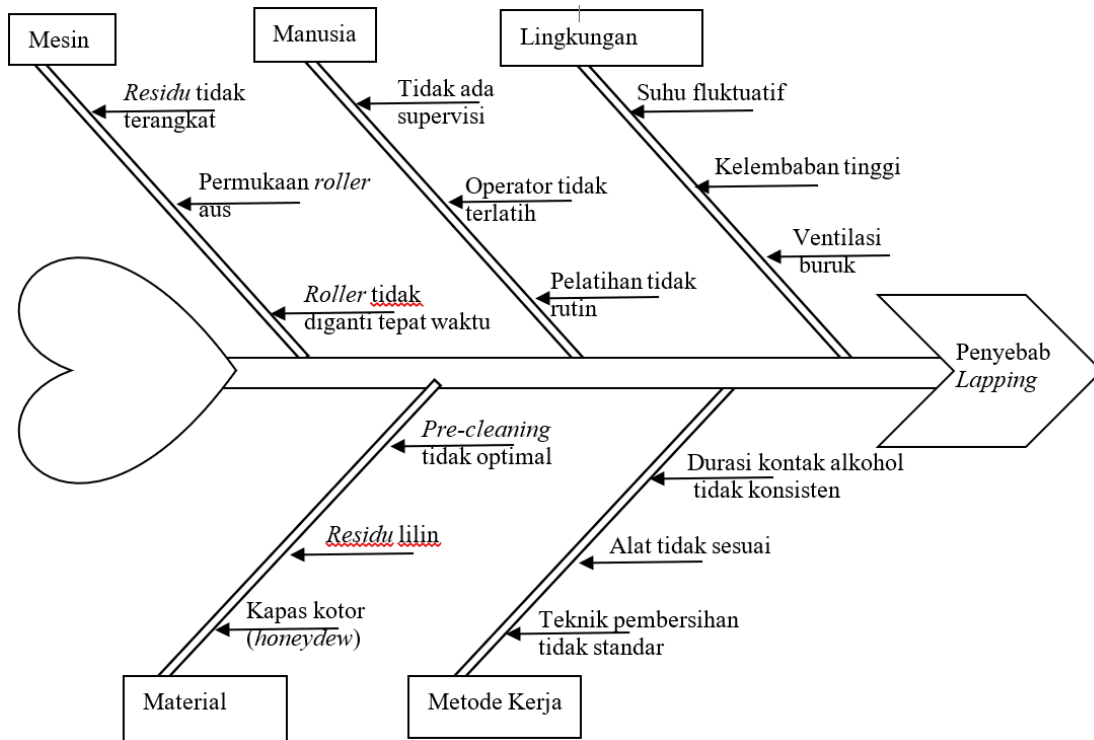 Mesin
Manusia
Lingkungan
Residu tidak
terangkat
Permukaan roller
aus
Roller tidak
diganti tepat waktu
Tidak ada
supervisi
Operator tidak
terlatih
Pelatihan tidak
rutin
Suhu fluktuatif
Kelembaban tinggi
Ventilasi
buruk
Penyebab
Lapping
Pre-cleaning
tidak optimal
Residu lilin
Kapas kotor
(honeydew)
Durasi kontak alkohol
tidak konsisten
Alat tidak sesuai
Teknik pembersihan
tidak standar
Material
Metode Kerja